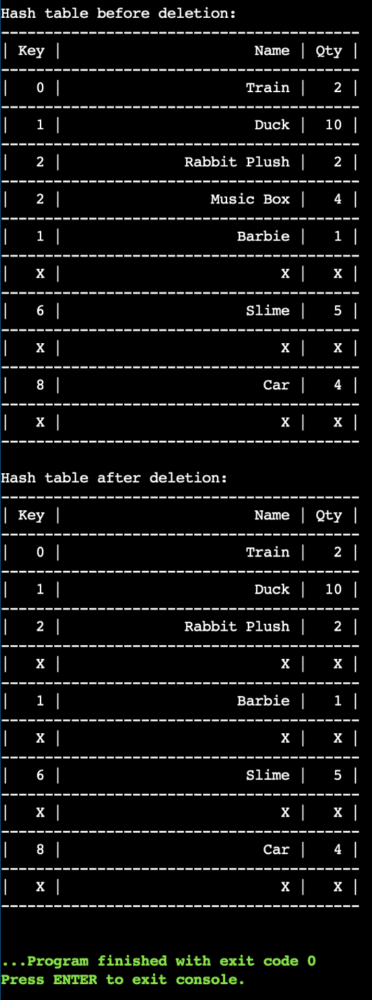 Hash table before deletion:
-----------------------------------------
| Key |                      Name | Qty |
-----------------------------------------
|   0 |                     Train |   2 |
-----------------------------------------
|   1 |                      Duck |  10 |
-----------------------------------------
|   2 |              Rabbit Plush |   2 |
-----------------------------------------
|   2 |                 Music Box |   4 |
-----------------------------------------
|   1 |                    Barbie |   1 |
-----------------------------------------
|   X |                         X |   X |
-----------------------------------------
|   6 |                     Slime |   5 |
-----------------------------------------
|   X |                         X |   X |
-----------------------------------------
|   8 |                       Car |   4 |
-----------------------------------------
|   X |                         X |   X |
-----------------------------------------

Hash table after deletion:
-----------------------------------------
| Key |                      Name | Qty |
-----------------------------------------
|   0 |                     Train |   2 |
-----------------------------------------
|   1 |                      Duck |  10 |
-----------------------------------------
|   2 |              Rabbit Plush |   2 |
-----------------------------------------
|   X |                         X |   X |
-----------------------------------------
|   1 |                    Barbie |   1 |
-----------------------------------------
|   X |                         X |   X |
-----------------------------------------
|   6 |                     Slime |   5 |
-----------------------------------------
|   X |                         X |   X |
-----------------------------------------
|   8 |                       Car |   4 |
-----------------------------------------
|   X |                         X |   X |
-----------------------------------------

...Program finished with exit code 0
Press ENTER to exit console.